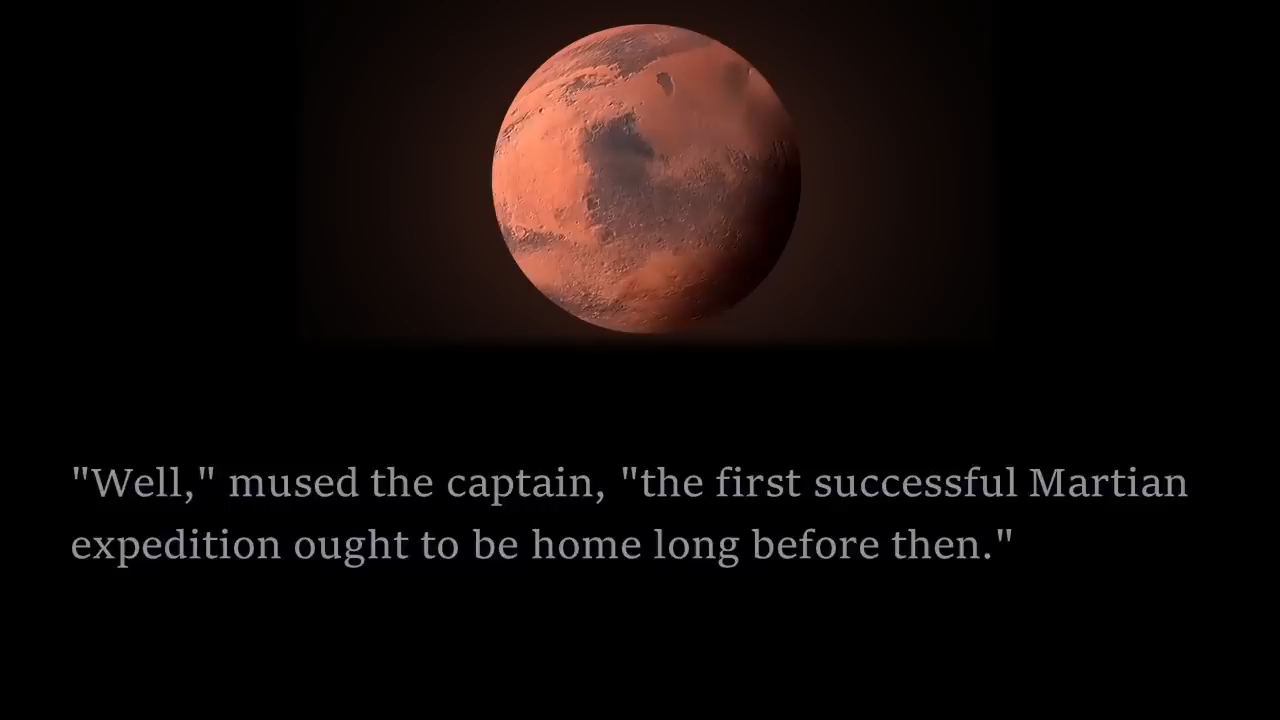 "Well," mused the captain, "the first successful Martian
expedition ought to be home long before then."